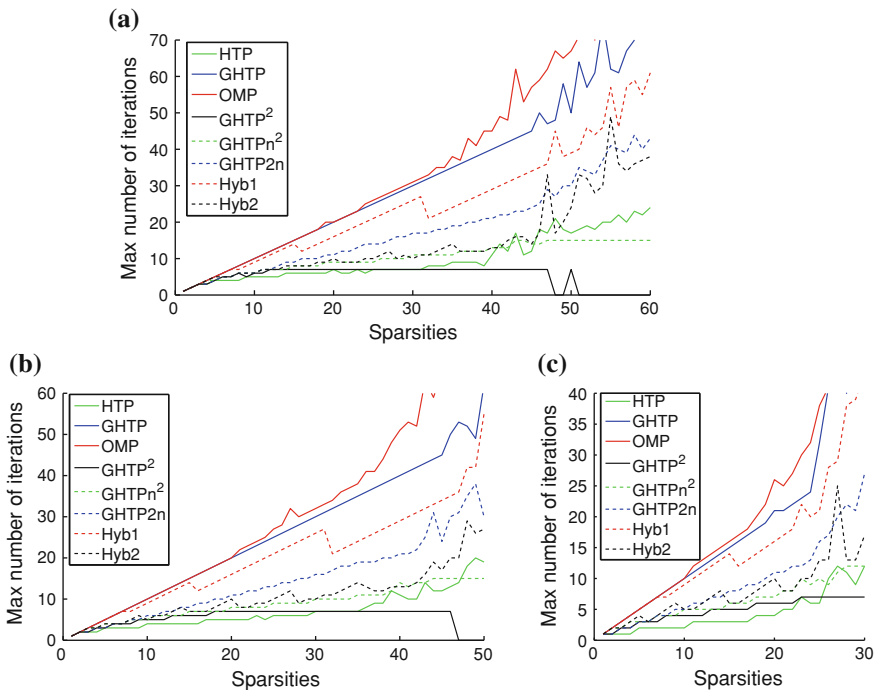 (a)
Max number of iterations
70
60
50
40
30
20
10
0
HTP
GHTP
OMP
GHTP²
GHTPn²
GHTP2n
Hyb1
Hyb2
0 10 20 30 40 50 60
Sparsities
(b)
Max number of iterations
60
50
40
30
20
10
0
HTP
GHTP
OMP
GHTP²
GHTPn²
GHTP2n
Hyb1
Hyb2
0 10 20 30 40 50
Sparsities
(c)
Max number of iterations
40
35
30
25
20
15
10
5
0
HTP
GHTP
OMP
GHTP²
GHTPn²
GHTP2n
Hyb1
Hyb2
0 10 20 30
Sparsities